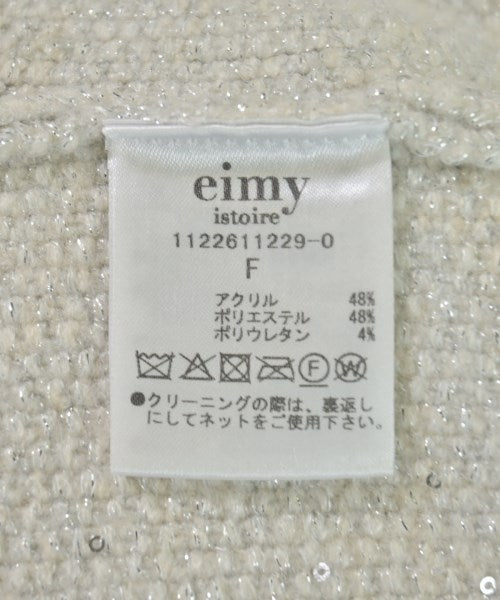 eimy
istoire
1122611229-0
F
アクリル 48%
ポリエステル 48%
ポリウレタン 4%
F W
●クリーニングの際は、裏返し
にしてネットをご使用下さい。